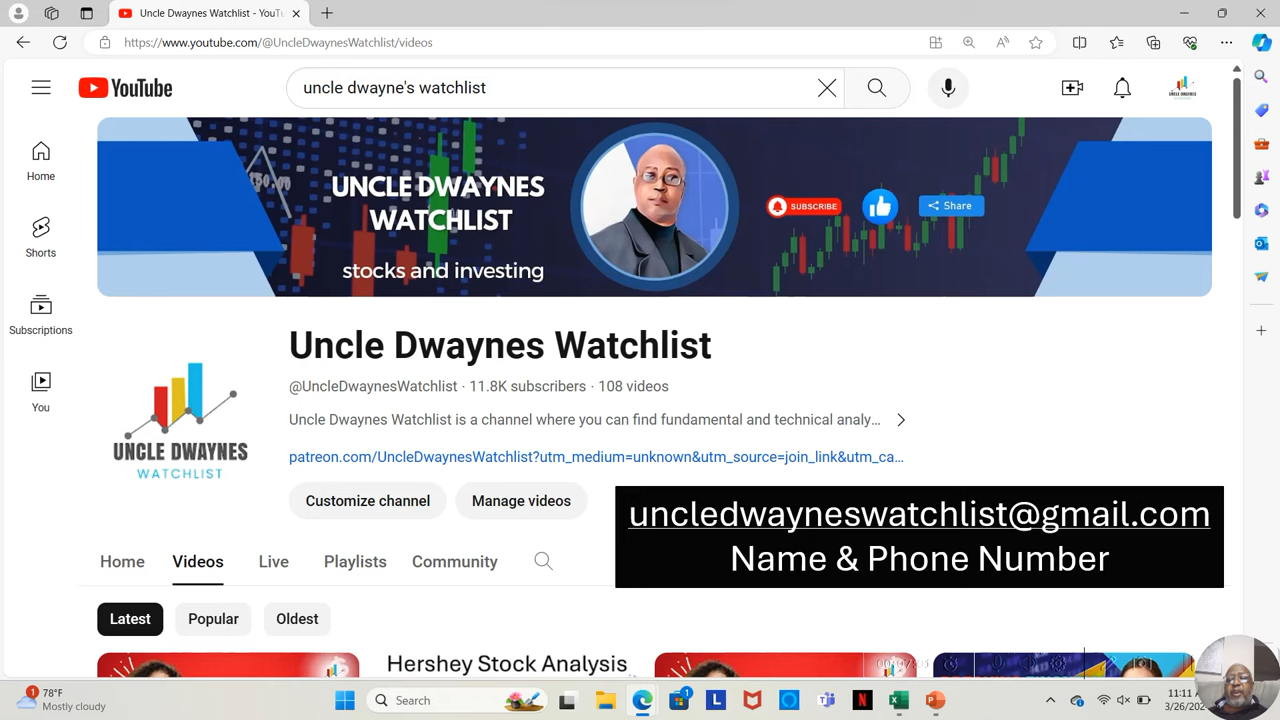 Uncle Dwaynes Watchlist - YouTu
https://www.youtube.com/@UncleDwaynesWatchlist/videos
YouTube
uncle dwayne's watchlist
Home
Shorts
Subscriptions
You
UNCLE DWAYNES
WATCHLIST
stocks and investing
SUBSCRIBE
Share
Uncle Dwaynes Watchlist
@UncleDwaynesWatchlist · 11.8K subscribers · 108 videos
Uncle Dwaynes Watchlist is a channel where you can find fundamental and technical analy...
patreon.com/UncleDwaynesWatchlist?utm_medium=unknown&utm_source=join_link&utm_ca...
UNCLE DWAYNES
WATCHLIST
Customize channel
Manage videos
uncledwayneswatchlist@gmail.com
Name & Phone Number
Home
Videos
Live
Playlists
Community
Latest
Popular
Oldest
Hershey Stock Analysis
1
78°F
Mostly cloudy
Search
1
11:11